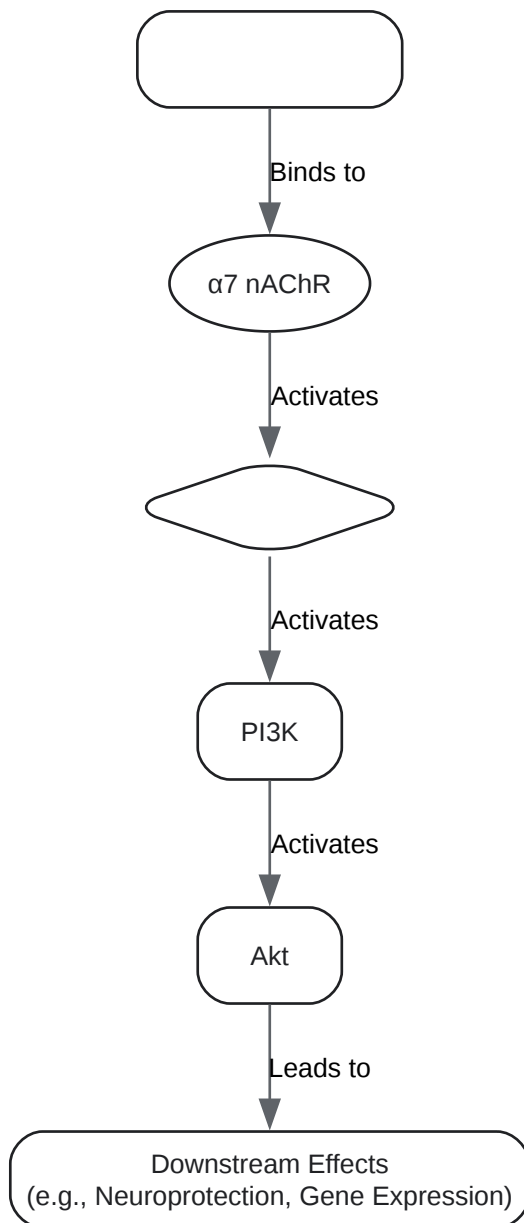 Binds to
α7 nAChR
Activates
Activates
PI3K
Activates
Akt
Leads to
Downstream Effects
(e.g., Neuroprotection, Gene Expression)